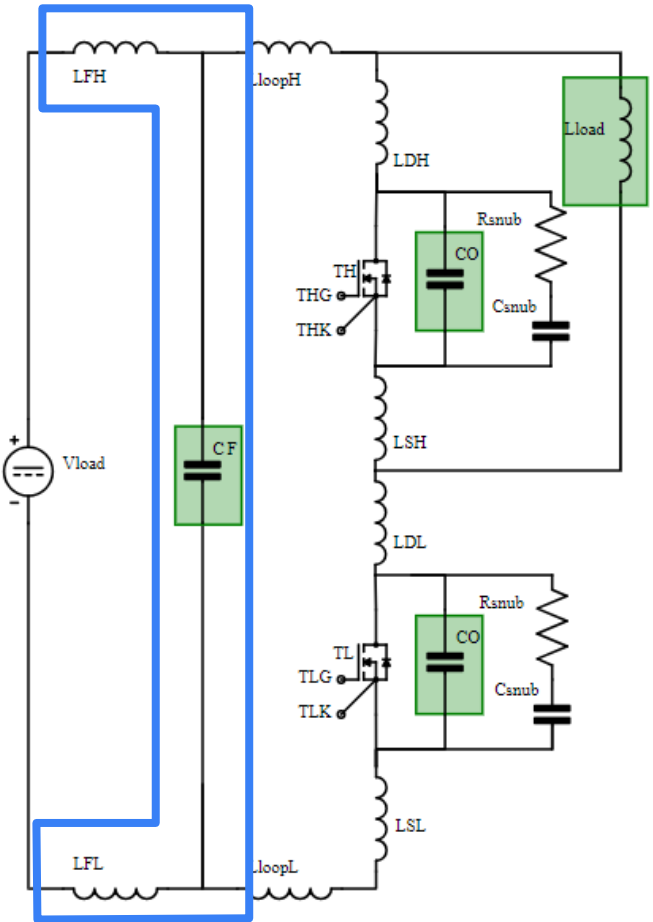 LFH
LloopH
Lload
LDH
Rsnub
CO
TH
THG
Csnub
THK
LSH
CF
+
Vload
-
LDL
Rsnub
CO
TL
TLG
Csnub
TLK
LSL
LFL
LloopL